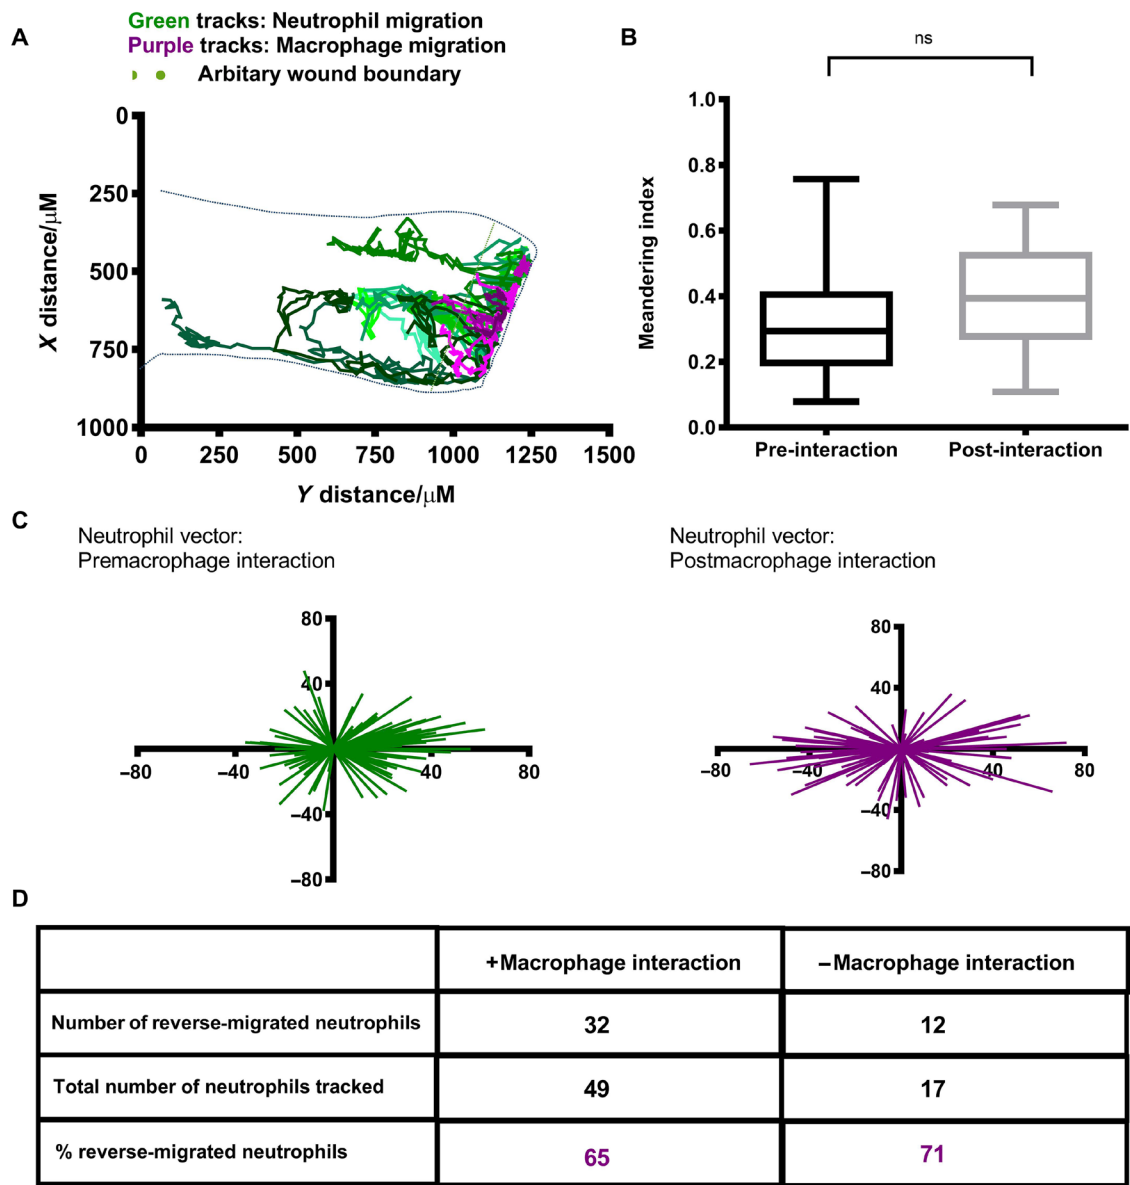 A
Green tracks: Neutrophil migration
Purple tracks: Macrophage migration
Arbitary wound boundary
0
250
500
750
1000
X distance/μM
0 250 500 750 1000 1250 1500
Y distance/μM
B
ns
1.0
0.8
0.6
0.4
0.2
0.0
Meandering index
Pre-interaction Post-interaction
C
Neutrophil vector:
Premacrophage interaction
80
40
−80 −40 40 80
−40
−80
Neutrophil vector:
Postmacrophage interaction
80
40
−80 −40 40 80
−40
−80
D
+Macrophage interaction −Macrophage interaction
Number of reverse-migrated neutrophils 32 12
Total number of neutrophils tracked 49 17
% reverse-migrated neutrophils 65 71